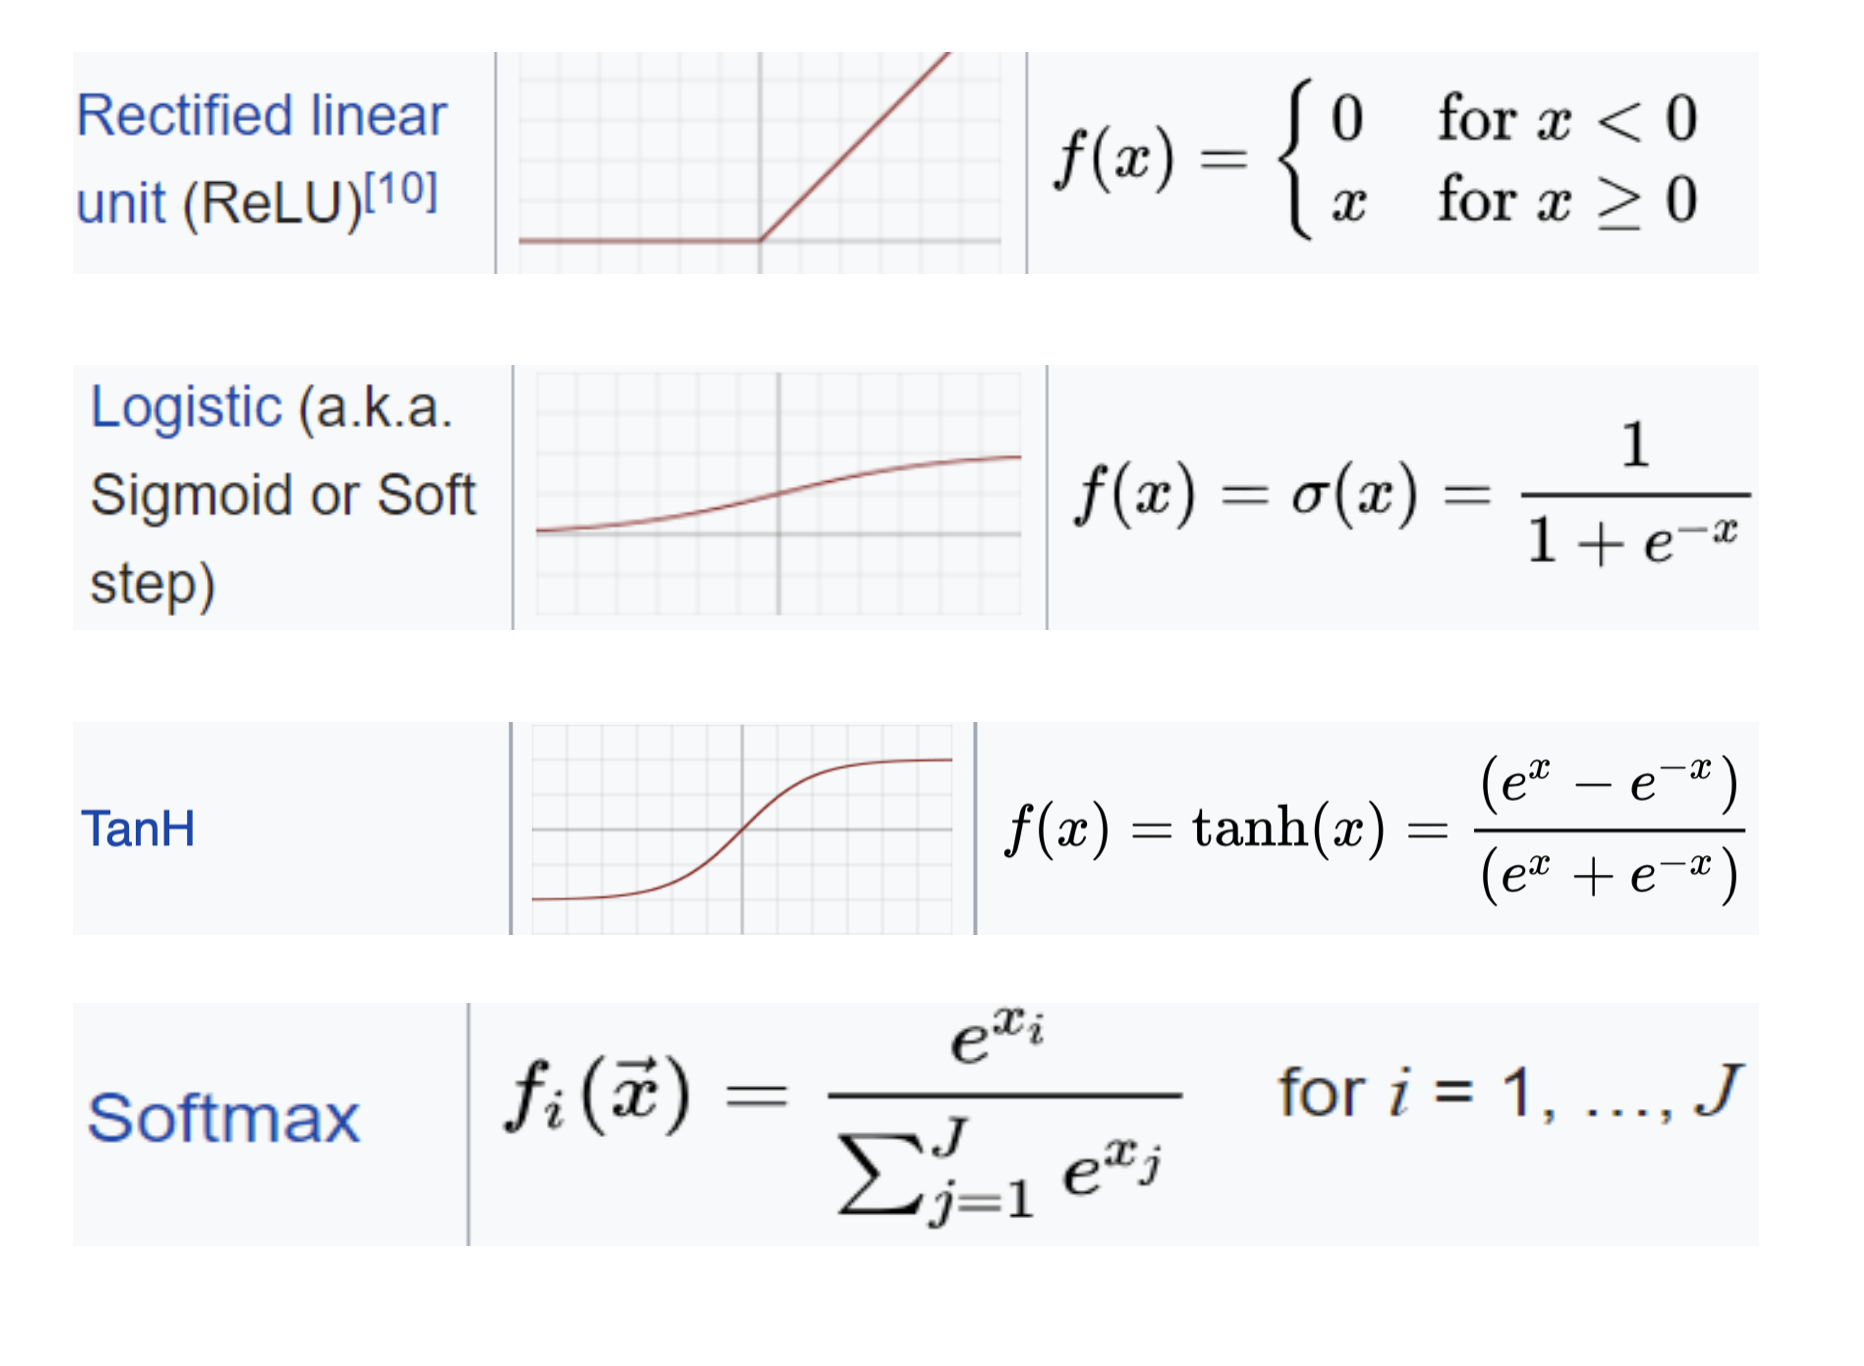 Rectified linear
unit (ReLU)[10]
f(x) = { 0 for x < 0
x for x ≥ 0
Logistic (a.k.a.
Sigmoid or Soft
step)
f(x) = σ(x) = 1 / (1 + e^{−x})
TanH
f(x) = tanh(x) = (e^x − e^{−x}) / (e^x + e^{−x})
Softmax
f_i(x⃗) = e^{x_i} / ∑_{j=1}^{J} e^{x_j} for i = 1, …, J